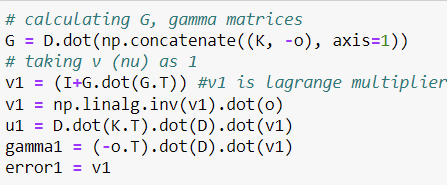 # calculating G, gamma matrices
G = D.dot(np.concatenate((K, -o), axis=1))
# taking v (nu) as 1
v1 = (I+G.dot(G.T)) #v1 is lagrange multiplier
v1 = np.linalg.inv(v1).dot(o)
u1 = D.dot(K.T).dot(D).dot(v1)
gamma1 = (-o.T).dot(D).dot(v1)
error1 = v1